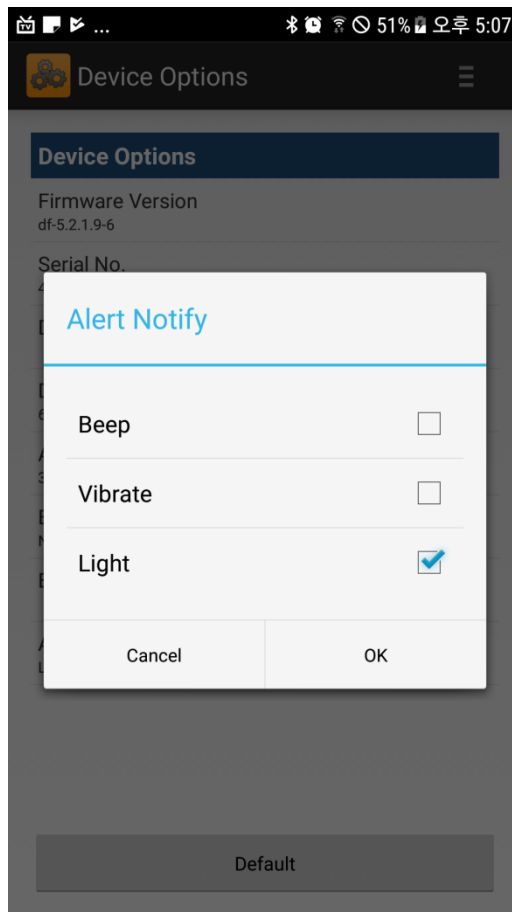 ... 51% 오후 5:07
Device Options
Device Options
Firmware Version
df-5.2.1.9-6
Serial No.
Alert Notify
Beep
Vibrate
Light
Cancel
OK
Default